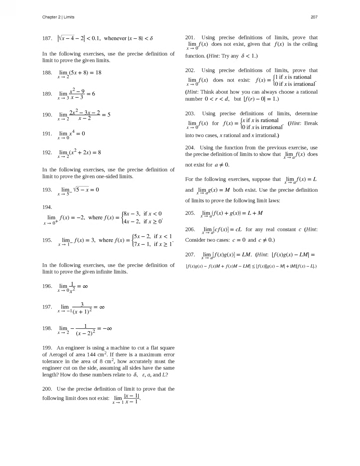 Chapter 2 | Limits
207
187. |√(x − 4) − 2| < 0.1, whenever |x − 8| < δ
In the following exercises, use the precise definition of
limit to prove the given limits.
188. lim x → 2 (5x + 8) = 18
189. lim x → 3 (x² − 9)/(x − 3) = 6
190. lim x → 2 (2x² − 3x − 2)/(x − 2) = 5
191. lim x → 0 x⁴ = 0
192. lim x → 2 (x² + 2x) = 8
In the following exercises, use the precise definition of
limit to prove the given one-sided limits.
193. lim x → 5⁻ √(5 − x) = 0
194.
lim x → 0⁺ f(x) = −2, where f(x) = {8x − 3, if x < 0
4x − 2, if x ≥ 0.
195. lim x → 1⁻ f(x) = 3, where f(x) = {5x − 2, if x < 1
7x − 1, if x ≥ 1.
In the following exercises, use the precise definition of
limit to prove the given infinite limits.
196. lim x → 0 1/x² = ∞
197. lim x → −1 3/(x + 1)² = ∞
198. lim x → 2 − 1/(x − 2)² = −∞
199. An engineer is using a machine to cut a flat square
of Aerogel of area 144 cm². If there is a maximum error
tolerance in the area of 8 cm², how accurately must the
engineer cut on the side, assuming all sides have the same
length? How do these numbers relate to δ, ε, a, and L?
200. Use the precise definition of limit to prove that the
following limit does not exist: lim x → 1 |x − 1|/(x − 1).
201. Using precise definitions of limits, prove that
lim x → 0 f(x) does not exist, given that f(x) is the ceiling
function. (Hint: Try any δ < 1.)
202. Using precise definitions of limits, prove that
lim x → 0 f(x) does not exist: f(x) = {1 if x is rational
0 if x is irrational.
(Hint: Think about how you can always choose a rational
number 0 < r < d, but |f(r) − 0| = 1.)
203. Using precise definitions of limits, determine
lim x → 0 f(x) for f(x) = {x if x is rational
0 if x is irrational. (Hint: Break
into two cases, x rational and x irrational.)
204. Using the function from the previous exercise, use
the precise definition of limits to show that lim x → a f(x) does
not exist for a ≠ 0.
For the following exercises, suppose that lim x → a f(x) = L
and lim x → a g(x) = M both exist. Use the precise definition
of limits to prove the following limit laws:
205. lim x → a (f(x) + g(x)) = L + M
206. lim x → a [cf(x)] = cL for any real constant c (Hint:
Consider two cases: c = 0 and c ≠ 0.)
207. lim x → a [f(x)g(x)] = LM. (Hint: |f(x)g(x) − LM| =
|f(x)g(x) − f(x)M + f(x)M − LM| ≤ |f(x)||g(x) − M| + |M||f(x) − L|.)